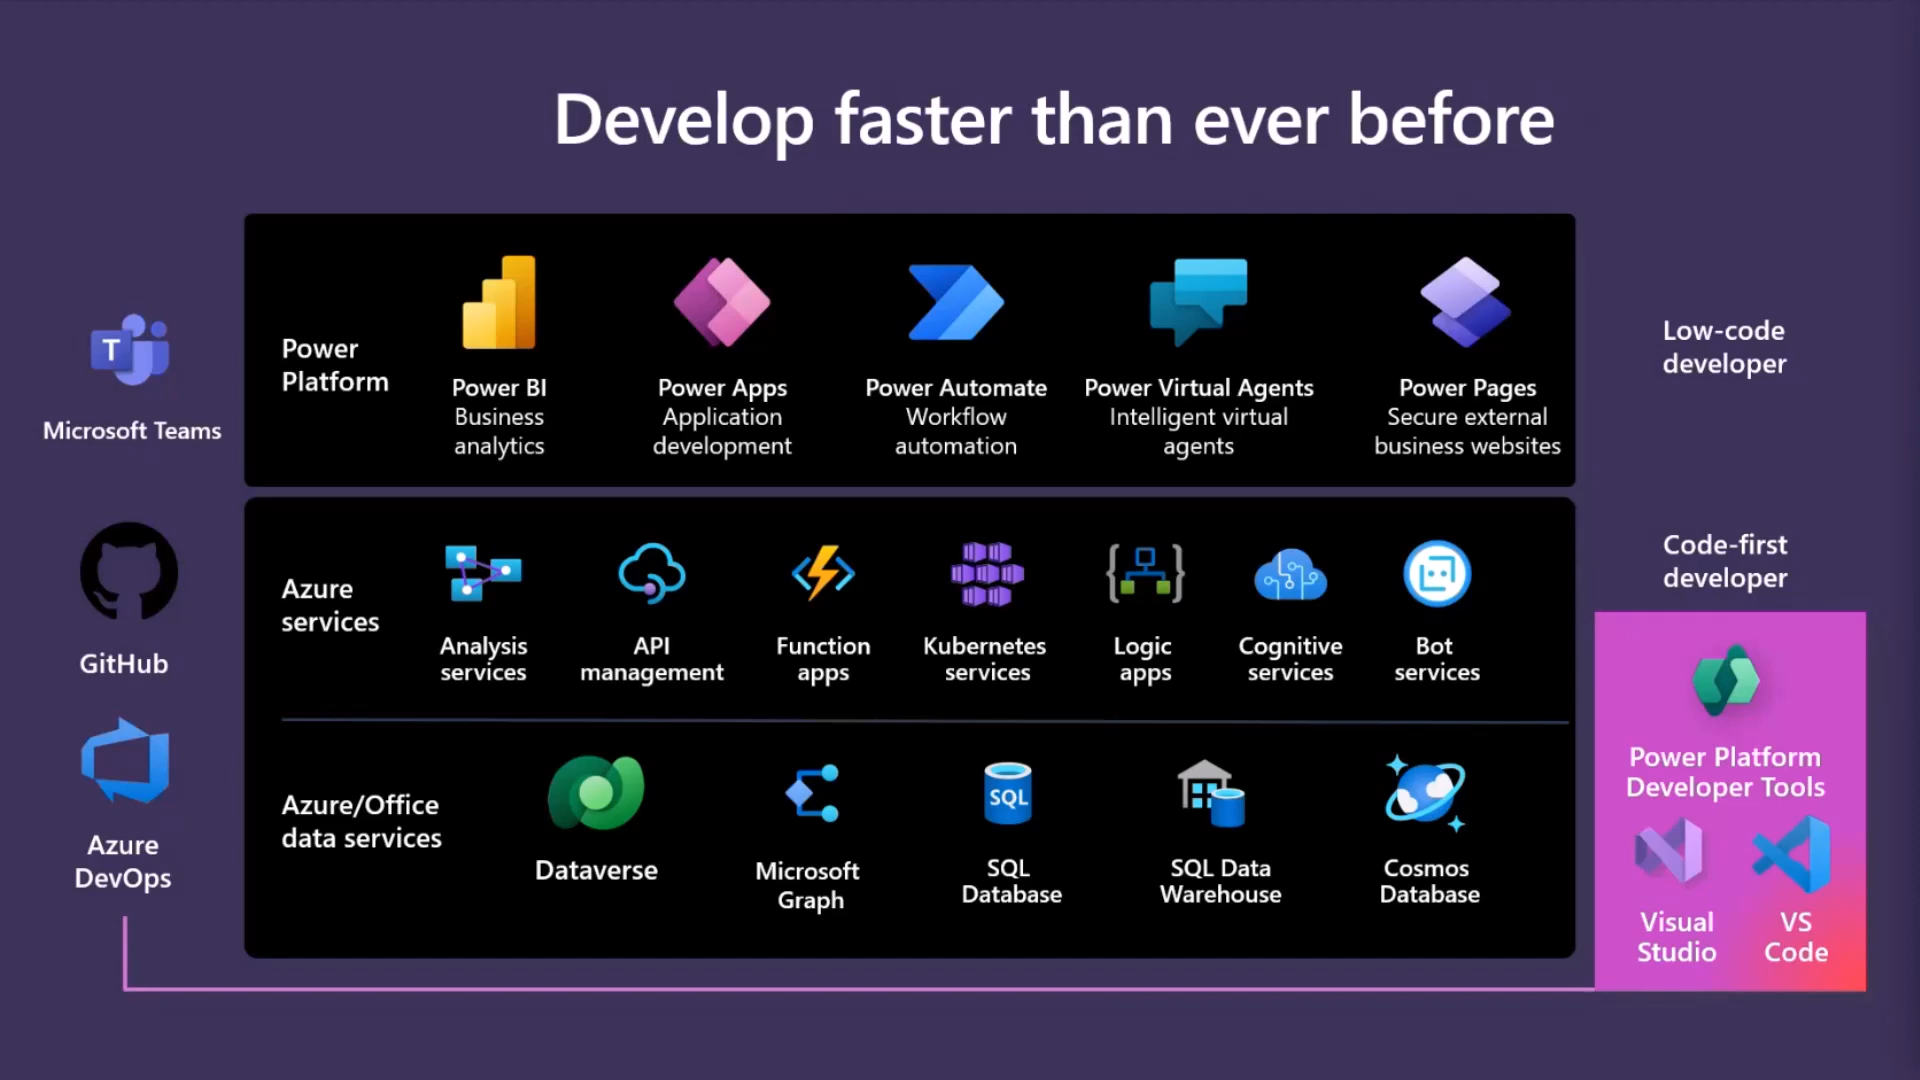 Develop faster than ever before
T
Microsoft Teams
GitHub
Azure
DevOps
Power
Platform
Power BI
Business
analytics
Power Apps
Application
development
Power Automate
Workflow
automation
Power Virtual Agents
Intelligent virtual
agents
Power Pages
Secure external
business websites
Azure
services
Analysis
services
API
management
Function
apps
Kubernetes
services
Logic
apps
Cognitive
services
Bot
services
Azure/Office
data services
Dataverse
Microsoft
Graph
SQL
SQL
Database
SQL Data
Warehouse
Cosmos
Database
Low-code
developer
Code-first
developer
Power Platform
Developer Tools
Visual
Studio
VS
Code